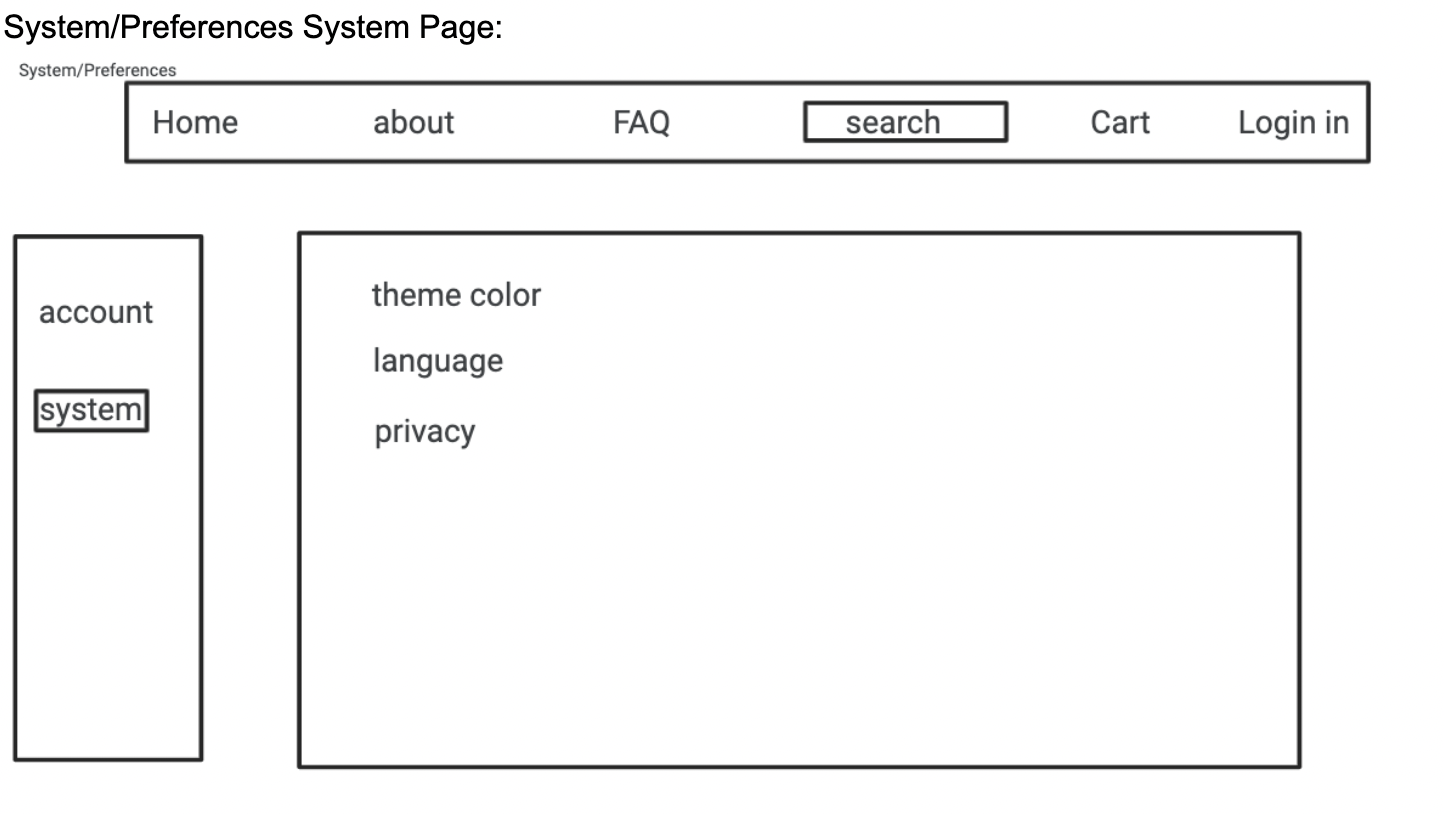 System/Preferences System Page:
System/Preferences
Home about FAQ search Cart Login in
account
system
theme color
language
privacy